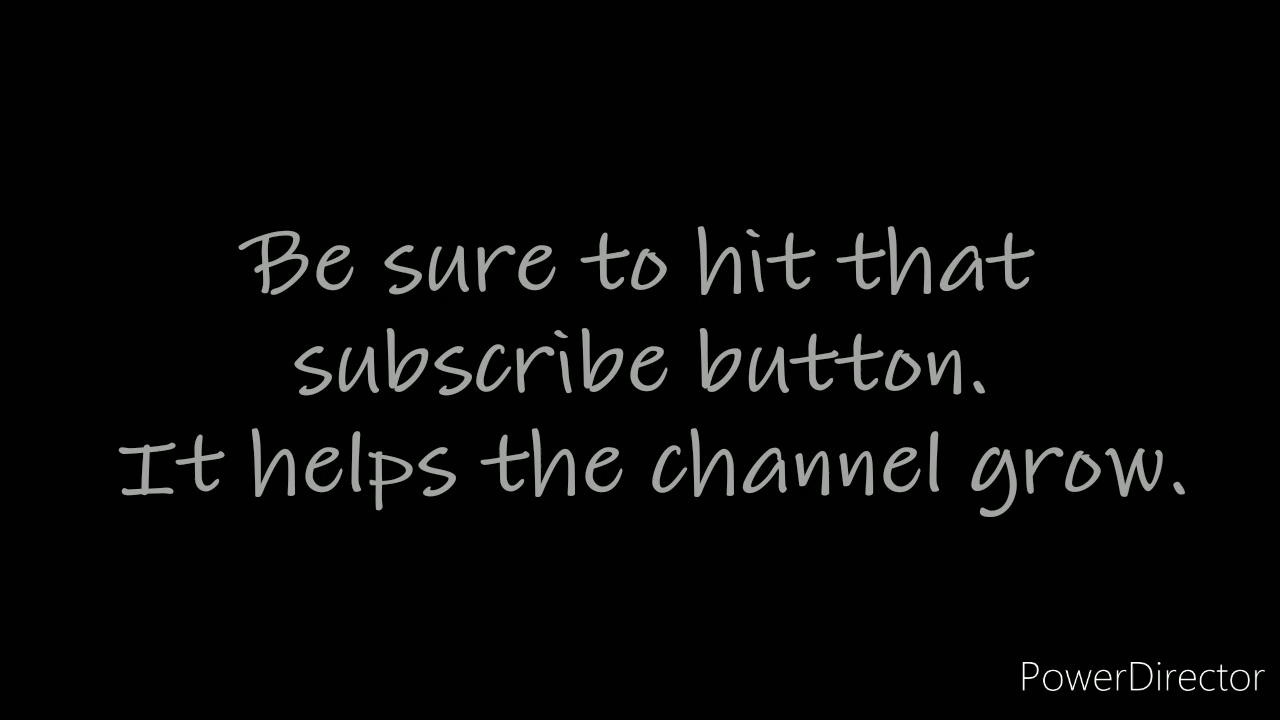 Be sure to hit that
subscribe button.
It helps the channel grow.
PowerDirector